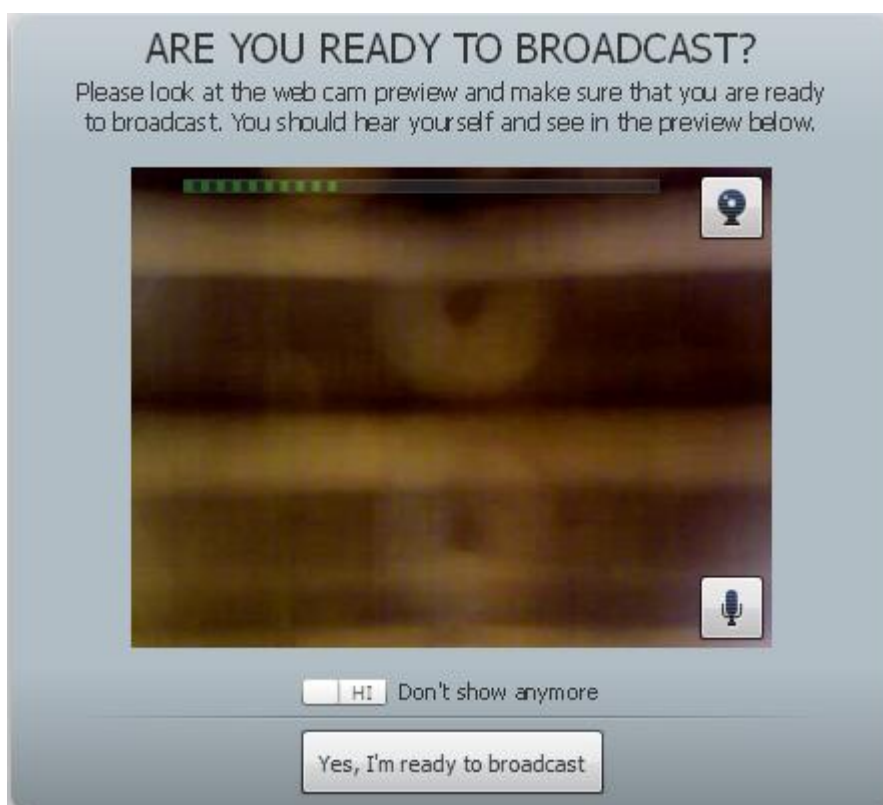 ARE YOU READY TO BROADCAST?
Please look at the web cam preview and make sure that you are ready
to broadcast. You should hear yourself and see in the preview below.
HI Don't show anymore
Yes, I'm ready to broadcast